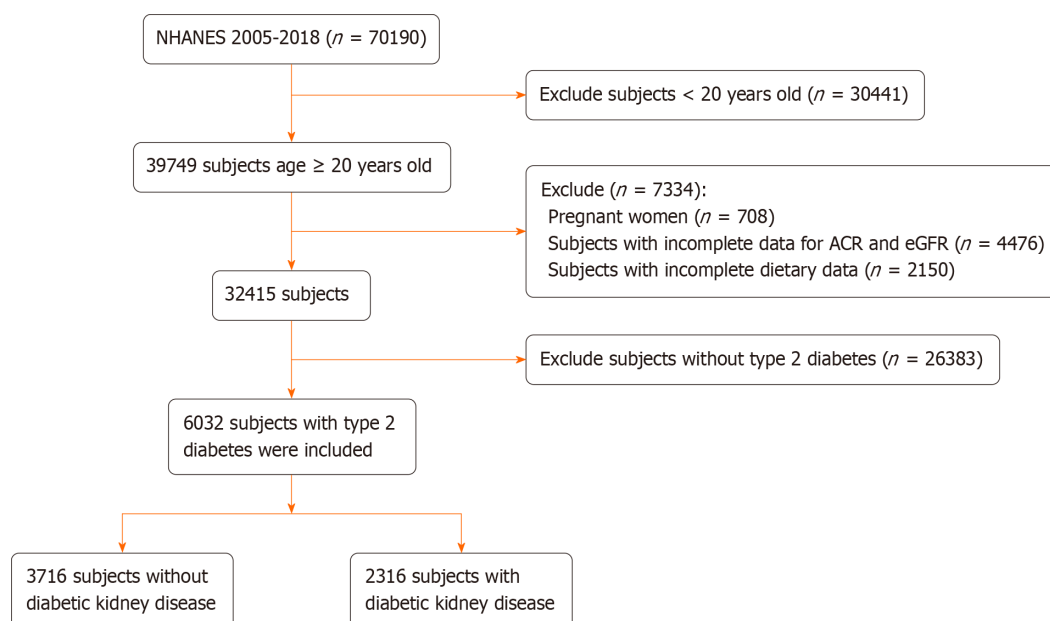 NHANES 2005-2018 (n = 70190)
Exclude subjects < 20 years old (n = 30441)
39749 subjects age ≥ 20 years old
Exclude (n = 7334):
Pregnant women (n = 708)
Subjects with incomplete data for ACR and eGFR (n = 4476)
Subjects with incomplete dietary data (n = 2150)
32415 subjects
Exclude subjects without type 2 diabetes (n = 26383)
6032 subjects with type 2
diabetes were included
3716 subjects without
diabetic kidney disease
2316 subjects with
diabetic kidney disease